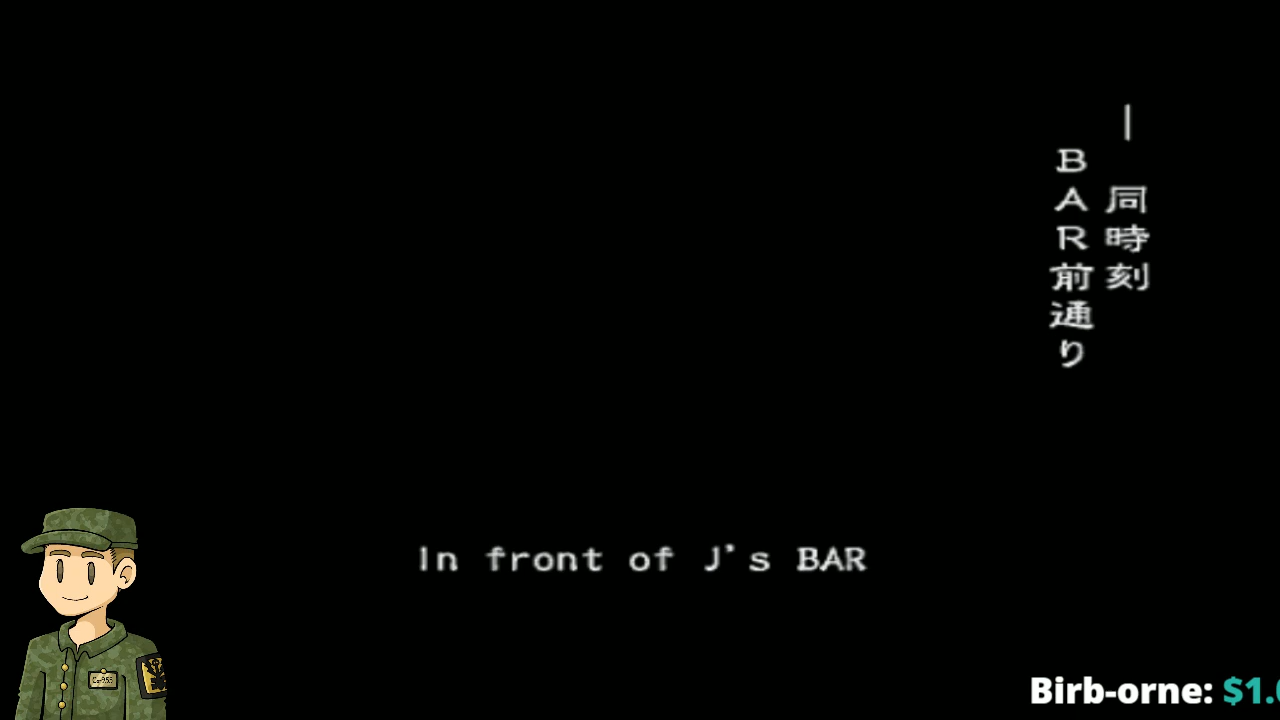 ― 同時刻
BAR前通り
In front of J's BAR
Birb-orne: $1.